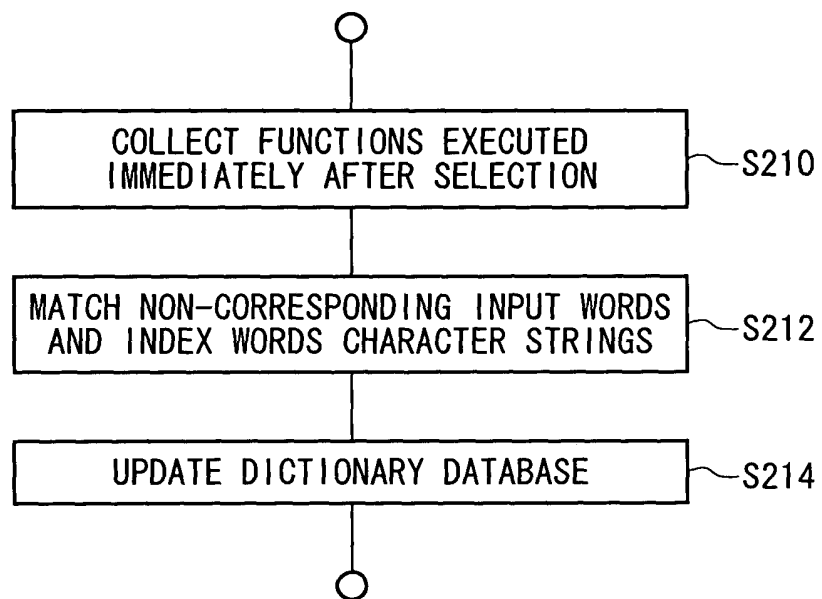 COLLECT FUNCTIONS EXECUTED
IMMEDIATELY AFTER SELECTION
S210
MATCH NON-CORRESPONDING INPUT WORDS
AND INDEX WORDS CHARACTER STRINGS
S212
UPDATE DICTIONARY DATABASE
S214